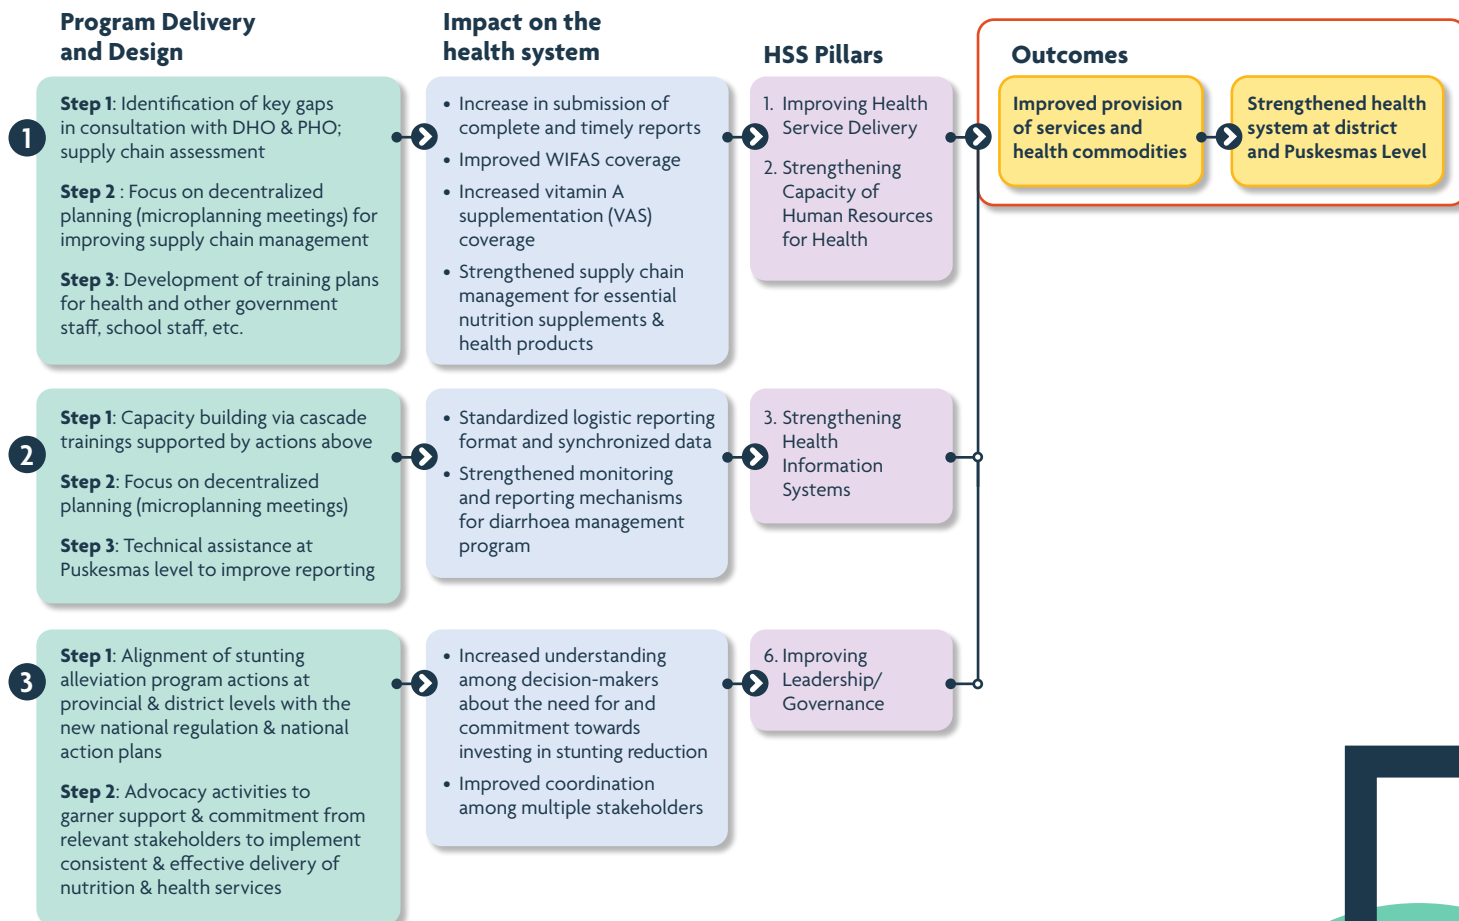 Program Delivery
and Design
Impact on the
health system
HSS Pillars
Outcomes
1
Step 1: Identification of key gaps
in consultation with DHO & PHO;
supply chain assessment
Step 2 : Focus on decentralized
planning (microplanning meetings) for
improving supply chain management
Step 3: Development of training plans
for health and other government
staff, school staff, etc.
• Increase in submission of
complete and timely reports
• Improved WIFAS coverage
• Increased vitamin A
supplementation (VAS)
coverage
• Strengthened supply chain
management for essential
nutrition supplements &
health products
1. Improving Health
Service Delivery
2. Strengthening
Capacity of
Human Resources
for Health
Improved provision
of services and
health commodities
Strengthened health
system at district
and Puskesmas Level
2
Step 1: Capacity building via cascade
trainings supported by actions above
Step 2: Focus on decentralized
planning (microplanning meetings)
Step 3: Technical assistance at
Puskesmas level to improve reporting
• Standardized logistic reporting
format and synchronized data
• Strengthened monitoring
and reporting mechanisms
for diarrhoea management
program
3. Strengthening
Health
Information
Systems
3
Step 1: Alignment of stunting
alleviation program actions at
provincial & district levels with the
new national regulation & national
action plans
Step 2: Advocacy activities to
garner support & commitment from
relevant stakeholders to implement
consistent & effective delivery of
nutrition & health services
• Increased understanding
among decision-makers
about the need for and
commitment towards
investing in stunting reduction
• Improved coordination
among multiple stakeholders
6. Improving
Leadership/
Governance